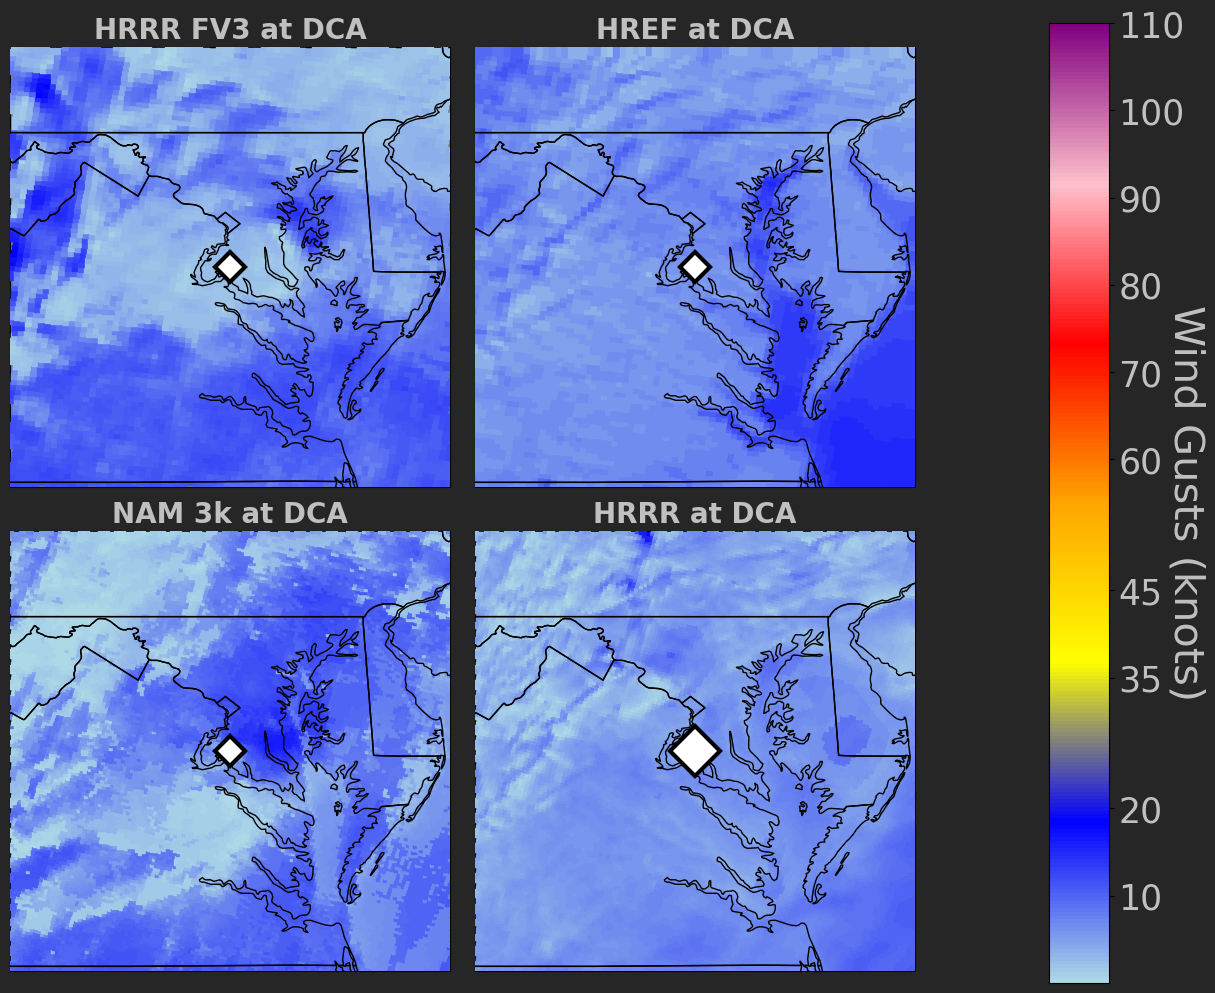 HRRR FV3 at DCA
HREF at DCA
NAM 3k at DCA
HRRR at DCA
110
100
90
80
70
60
45
35
20
10
Wind Gusts (knots)